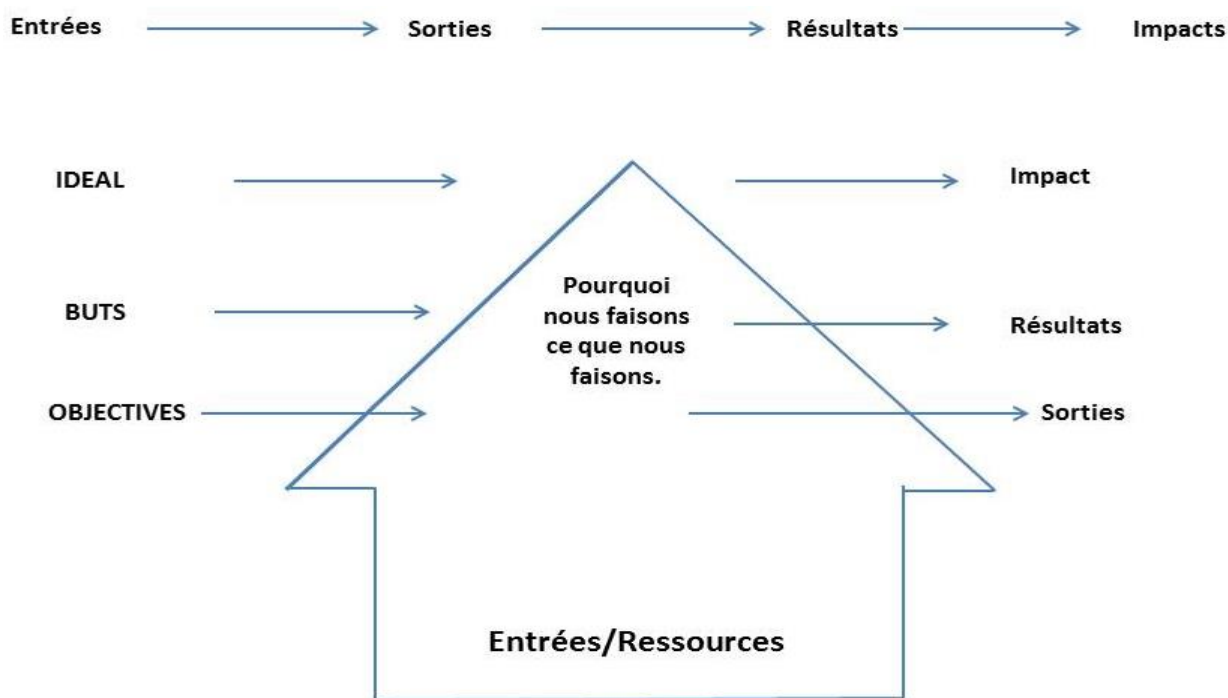 Entrées Sorties Résultats Impacts
IDEAL Impact
Pourquoi
BUTS nous faisons Résultats
ce que nous
faisons.
OBJECTIVES Sorties
Entrées/Ressources